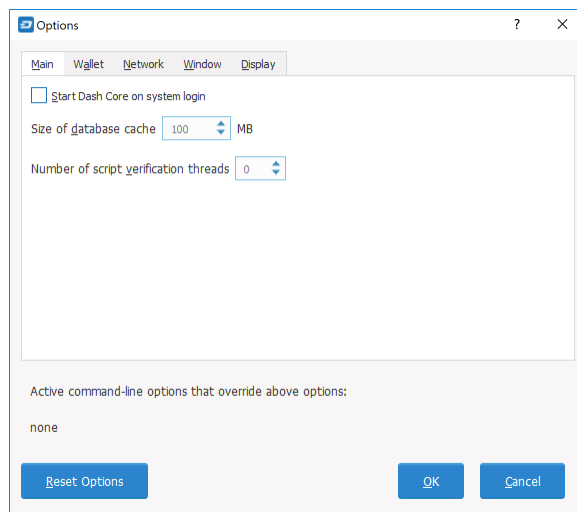 Options ?
Main Wallet Network Window Display
Start Dash Core on system login
Size of database cache 100 MB
Number of script verification threads 0
Active command-line options that override above options:
none
Reset Options OK Cancel